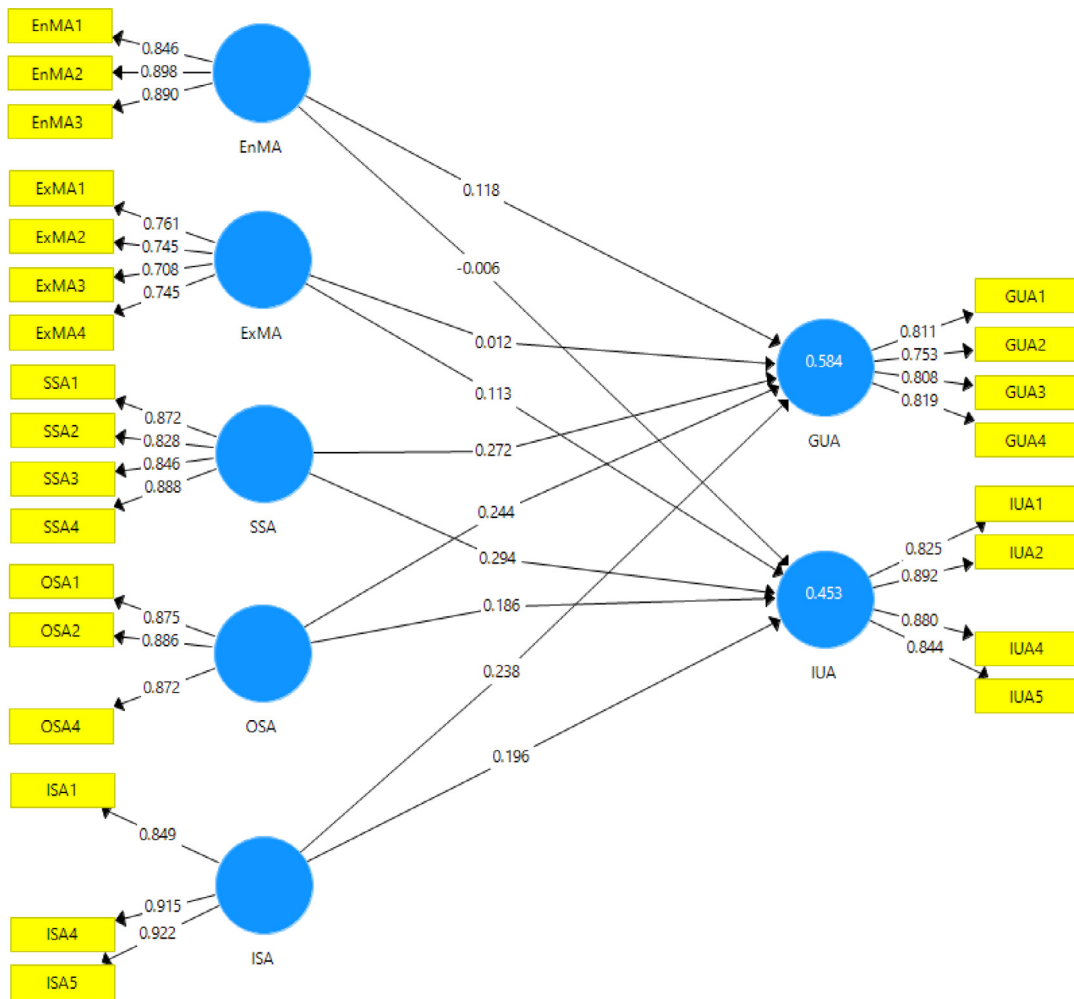 EnMA1
0.846
EnMA2
0.898
EnMA3
0.890
EnMA
ExMA1
0.761
ExMA2
0.745
ExMA3
0.708
ExMA4
0.745
ExMA
SSA1
0.872
SSA2
0.828
SSA3
0.846
SSA4
0.888
SSA
OSA1
0.875
OSA2
0.886
OSA4
0.872
OSA
ISA1
0.849
ISA4
0.915
ISA5
0.922
ISA
0.118
-0.006
0.012
0.113
0.272
0.244
0.294
0.186
0.238
0.196
0.584
GUA
0.811
GUA1
0.753
GUA2
0.808
GUA3
0.819
GUA4
0.453
IUA
0.825
IUA1
0.892
IUA2
0.880
IUA4
0.844
IUA5